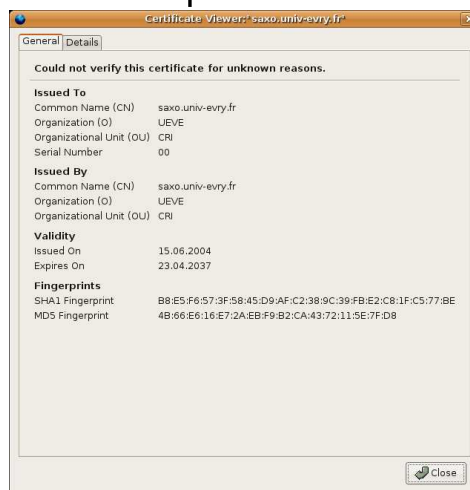 Certificate Viewer:"saxo.univ-evry.fr"
General Details
Could not verify this certificate for unknown reasons.
Issued To
Common Name (CN) saxo.univ-evry.fr
Organization (O) UEVE
Organizational Unit (OU) CRI
Serial Number 00
Issued By
Common Name (CN) saxo.univ-evry.fr
Organization (O) UEVE
Organizational Unit (OU) CRI
Validity
Issued On 15.06.2004
Expires On 23.04.2037
Fingerprints
SHA1 Fingerprint B8:E5:F6:57:3F:58:45:D9:AF:C2:38:9C:39:FB:E2:C8:1F:C5:77:BE
MD5 Fingerprint 4B:66:E6:16:E7:2A:EB:F9:B2:CA:43:72:11:5E:7F:D8
Close